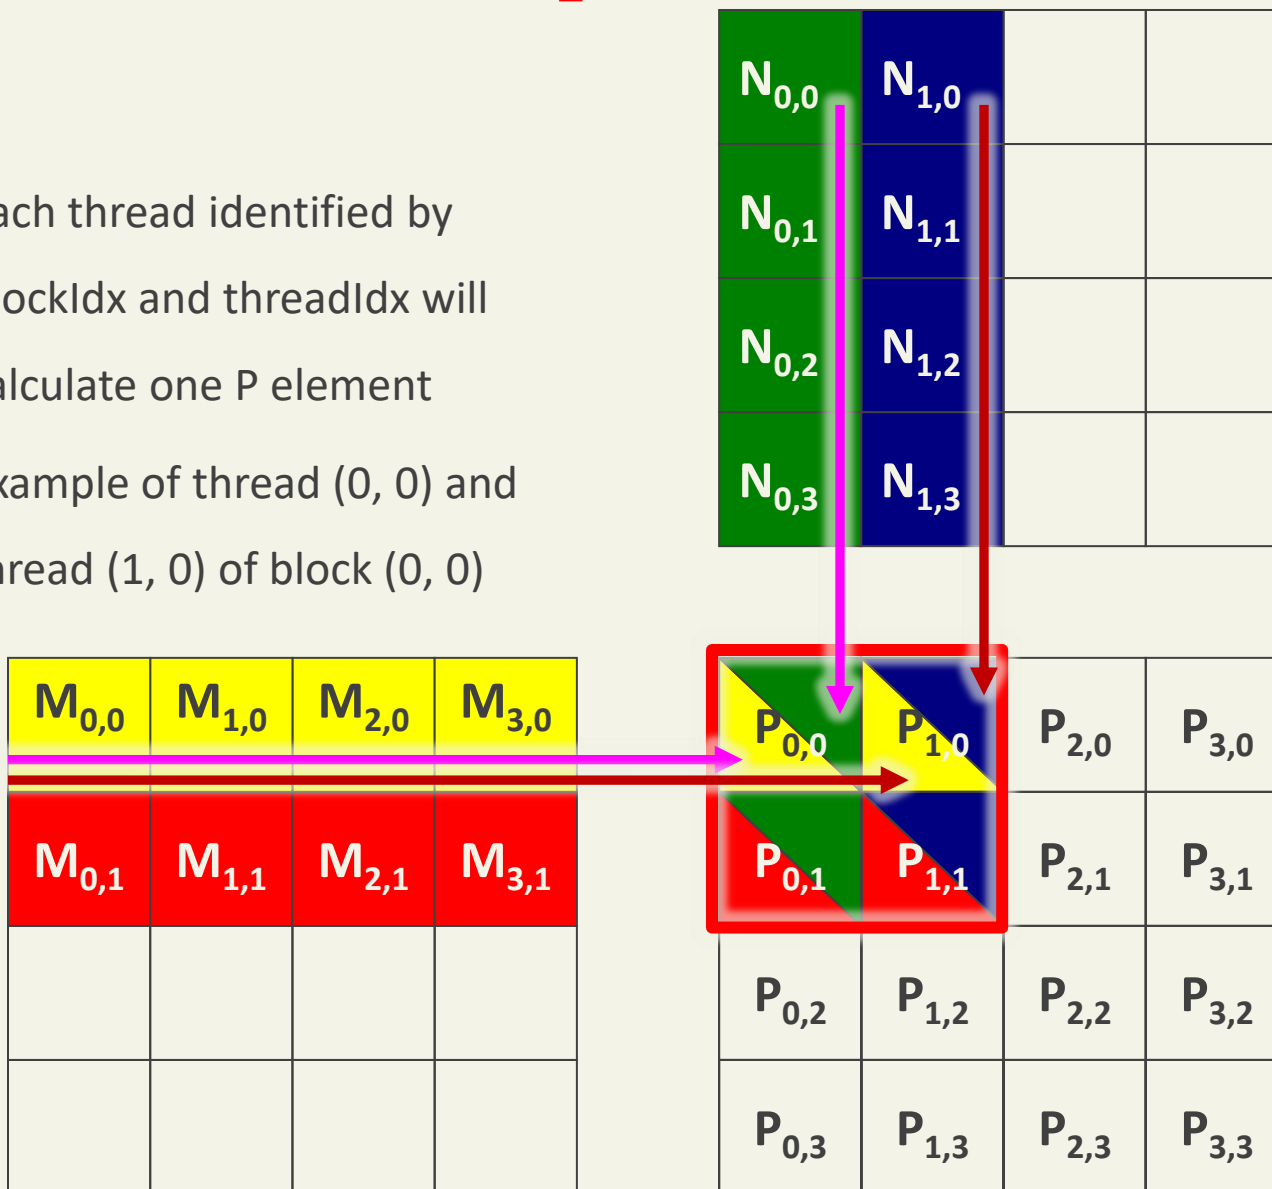 N0,0 N1,0
ach thread identified by
N0,1 N1,1
lockIdx and threadIdx will
N0,2 N1,2
alculate one P element
xample of thread (0, 0) and
N0,3 N1,3
hread (1, 0) of block (0, 0)
M0,0 M1,0 M2,0 M3,0 P0,0 P1,0 P2,0 P3,0
M0,1 M1,1 M2,1 M3,1 P0,1 P1,1 P2,1 P3,1
P0,2 P1,2 P2,2 P3,2
P0,3 P1,3 P2,3 P3,3